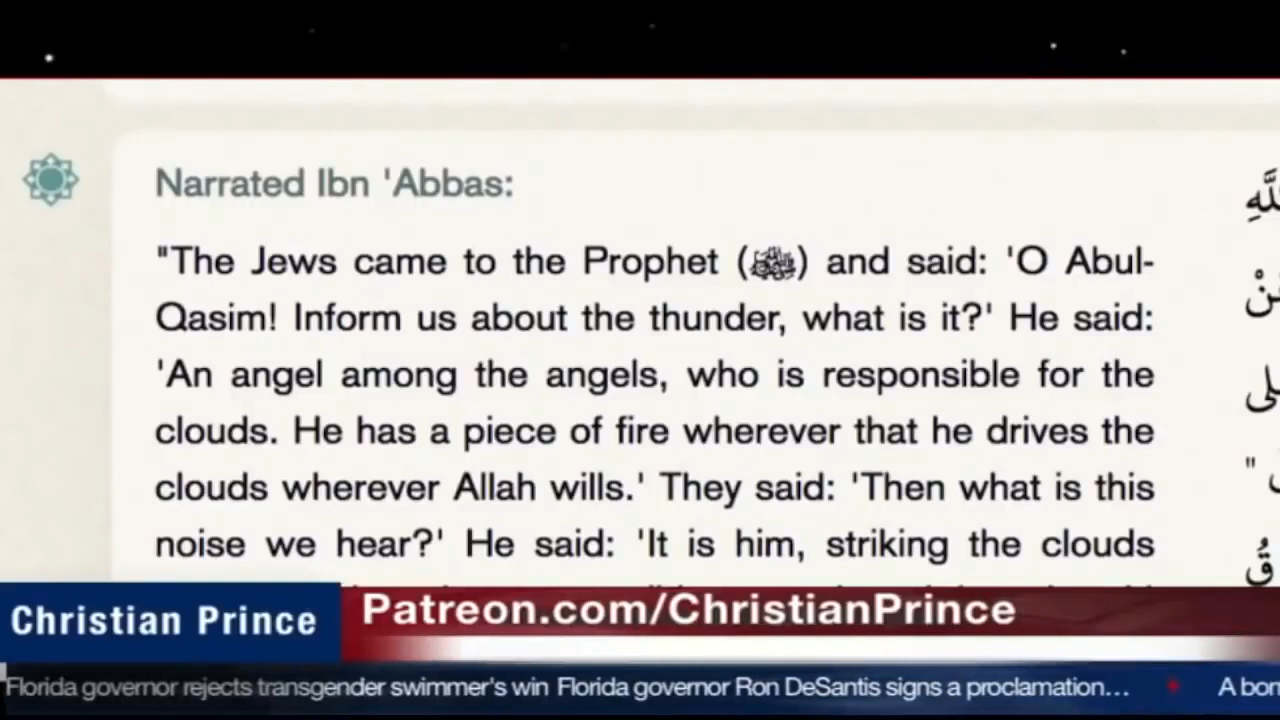 Narrated Ibn 'Abbas:
"The Jews came to the Prophet (ﷺ) and said: 'O Abul-
Qasim! Inform us about the thunder, what is it?' He said:
'An angel among the angels, who is responsible for the
clouds. He has a piece of fire wherever that he drives the
clouds wherever Allah wills.' They said: 'Then what is this
noise we hear?' He said: 'It is him, striking the clouds
Christian Prince
Patreon.com/ChristianPrince
Florida governor rejects transgender swimmer's win Florida governor Ron DeSantis signs a proclamation... • A bor